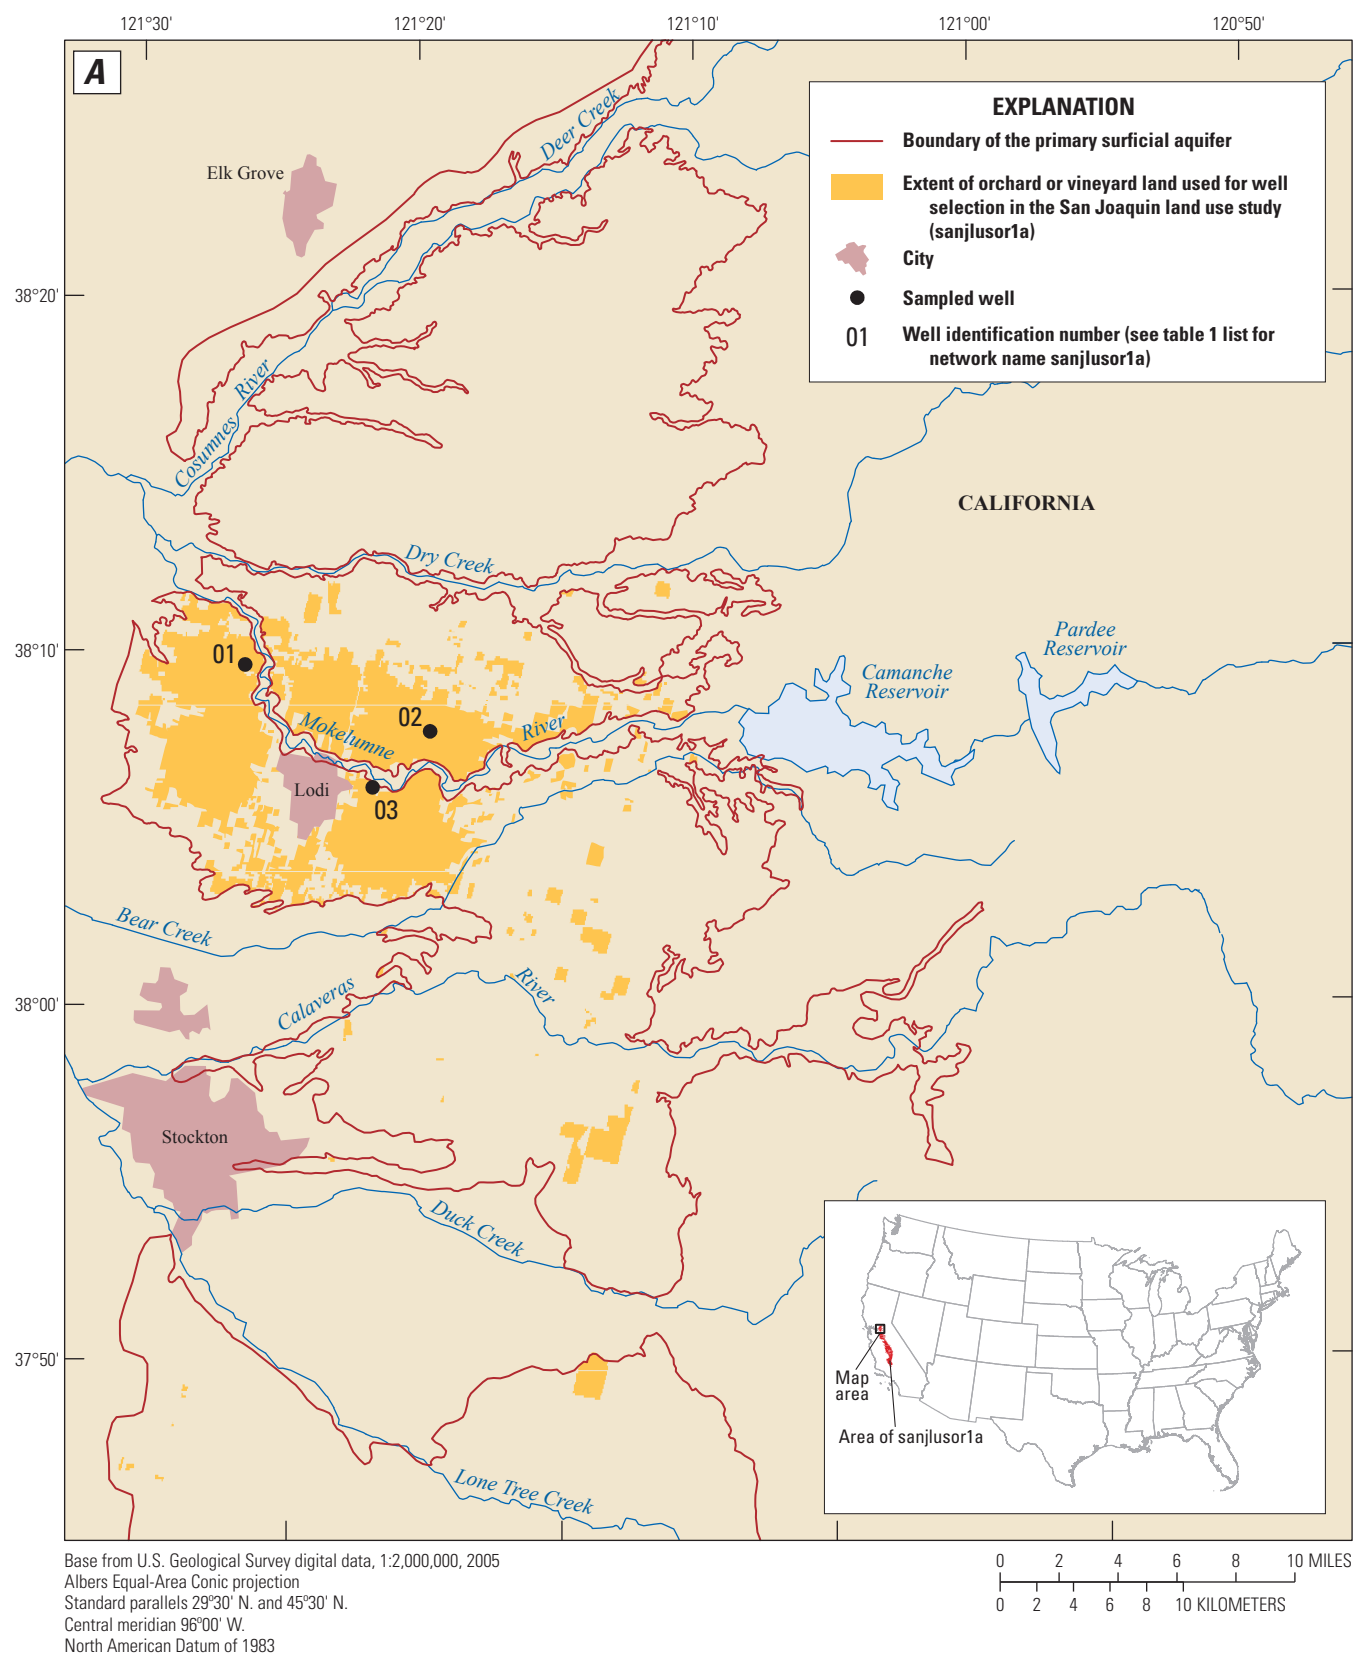 121°30'
121°20'
121°10'
121°00'
120°50'
A
EXPLANATION
Boundary of the primary surficial aquifer
Extent of orchard or vineyard land used for well
selection in the San Joaquin land use study
(sanjlusor1a)
City
Sampled well
01
Well identification number (see table 1 list for
network name sanjlusor1a)
Deer Creek
Elk Grove
38°20'
Cosumnes River
CALIFORNIA
Dry Creek
38°10'
01
Pardee
Reservoir
Camanche
Reservoir
02
Mokelumne River
Lodi
03
Bear Creek
38°00'
Calaveras River
Stockton
Duck Creek
37°50'
Map
area
Area of sanjlusor1a
Lone Tree Creek
Base from U.S. Geological Survey digital data, 1:2,000,000, 2005
Albers Equal-Area Conic projection
Standard parallels 29°30' N. and 45°30' N.
Central meridian 96°00' W.
North American Datum of 1983
0 2 4 6 8 10 MILES
0 2 4 6 8 10 KILOMETERS